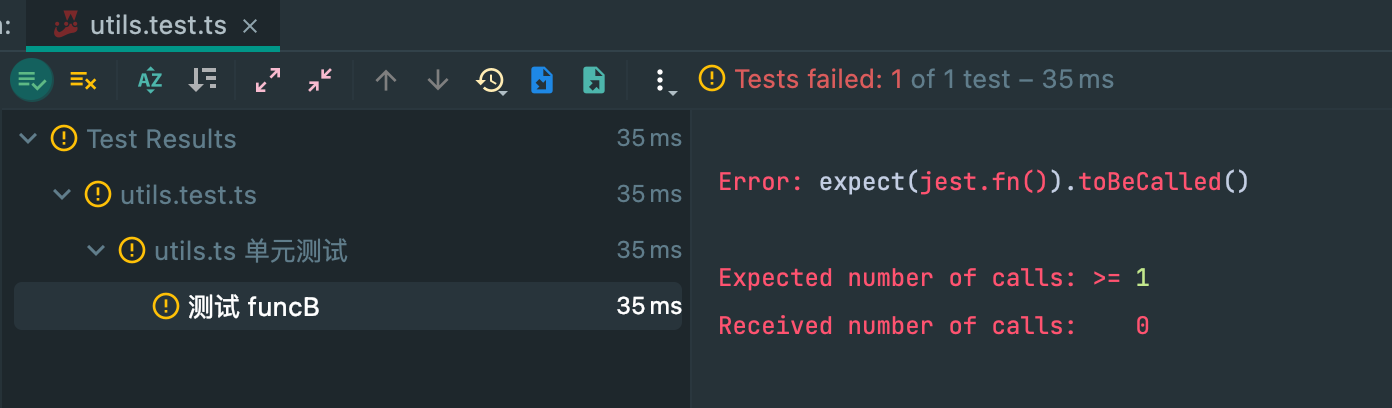 :
utils.test.ts
Tests failed: 1 of 1 test – 35 ms
Test Results 35 ms
utils.test.ts 35 ms
utils.ts 单元测试 35 ms
测试 funcB 35 ms
Error: expect(jest.fn()).toBeCalled()
Expected number of calls: >= 1
Received number of calls: 0